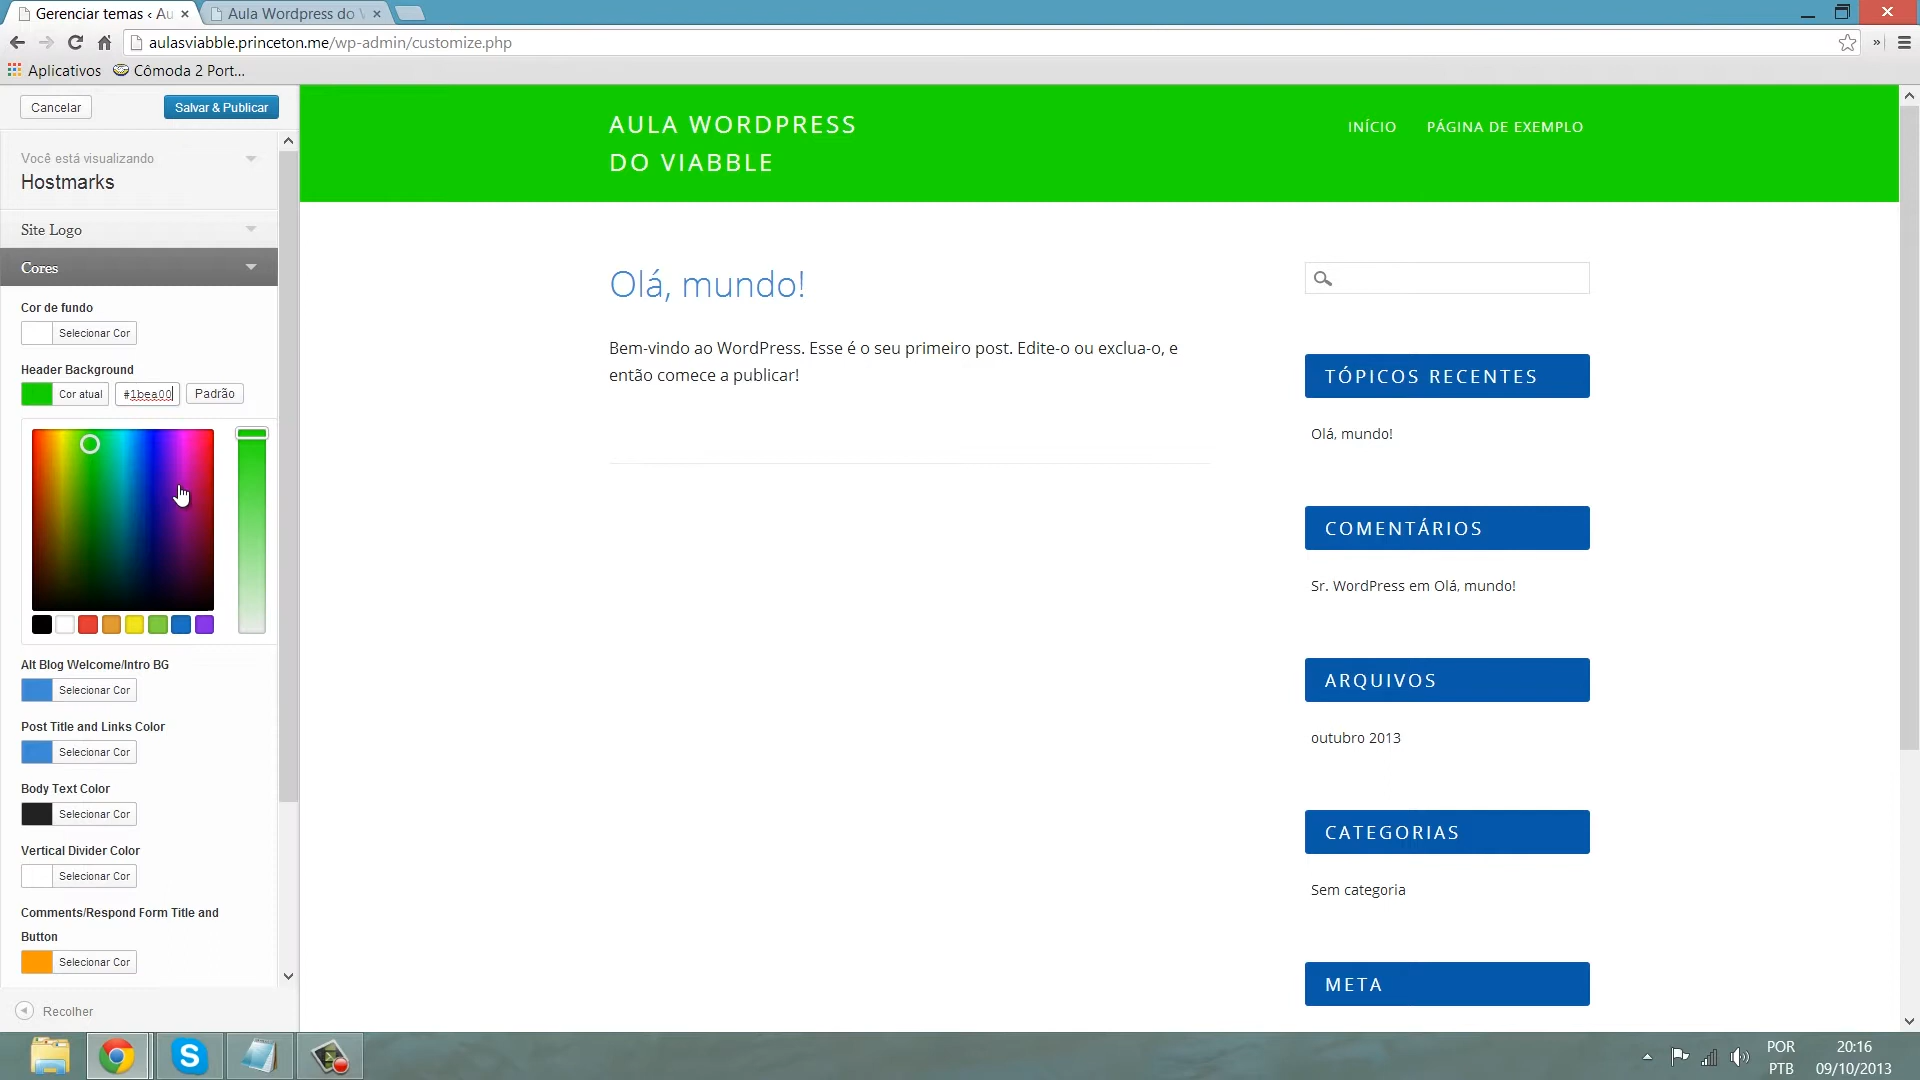 Gerenciar temas ‹ Au
Aula Wordpress do V
aulasviabble.princeton.me/wp-admin/customize.php
»
Aplicativos
Cômoda 2 Port...
Cancelar
Salvar & Publicar
Você está visualizando
Hostmarks
Site Logo
Cores
Cor de fundo
Selecionar Cor
Header Background
Cor atual
#1bea00
Padrão
Alt Blog Welcome/Intro BG
Selecionar Cor
Post Title and Links Color
Selecionar Cor
Body Text Color
Selecionar Cor
Vertical Divider Color
Selecionar Cor
Comments/Respond Form Title and
Button
Selecionar Cor
Recolher
AULA WORDPRESS
DO VIABBLE
INÍCIO
PÁGINA DE EXEMPLO
Olá, mundo!
Bem-vindo ao WordPress. Esse é o seu primeiro post. Edite-o ou exclua-o, e
então comece a publicar!
TÓPICOS RECENTES
Olá, mundo!
COMENTÁRIOS
Sr. WordPress em Olá, mundo!
ARQUIVOS
outubro 2013
CATEGORIAS
Sem categoria
META
POR
PTB
20:16
09/10/2013